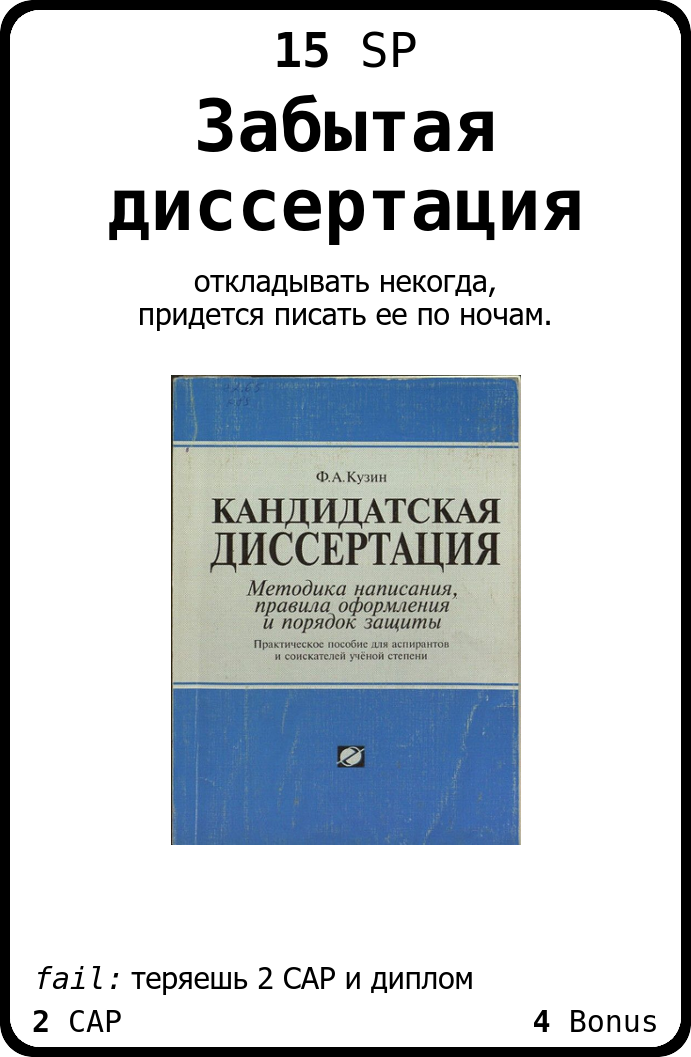 15 SP
Забытая
диссертация
откладывать некогда,
придется писать ее по ночам.
Ф.А.Кузин
КАНДИДАТСКАЯ
ДИССЕРТАЦИЯ
Методика написания,
правила оформления
и порядок защиты
Практическое пособие для аспирантов
и соискателей учёной степени
fail: теряешь 2 CAP и диплом
2 CAP
4 Bonus